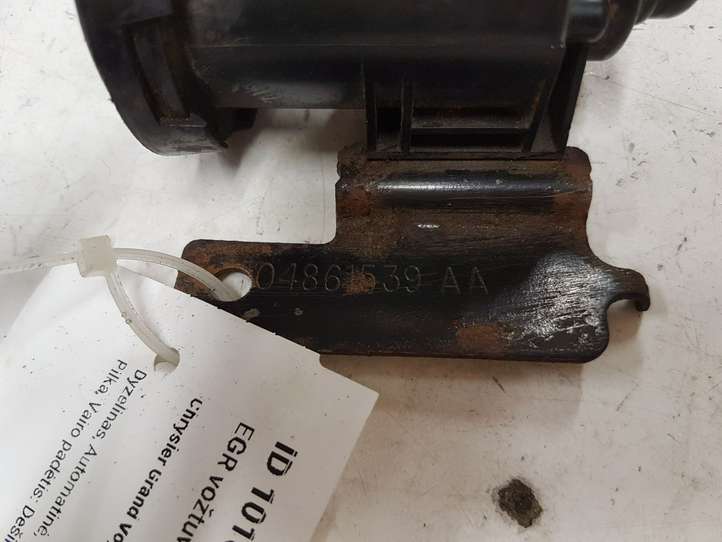 04861539 AA
iD 101
EGR vožtuv
Chrysler Grand Vo
Dyzelinas, Automatinė,
Pilka, Vairo padėtis: Deši